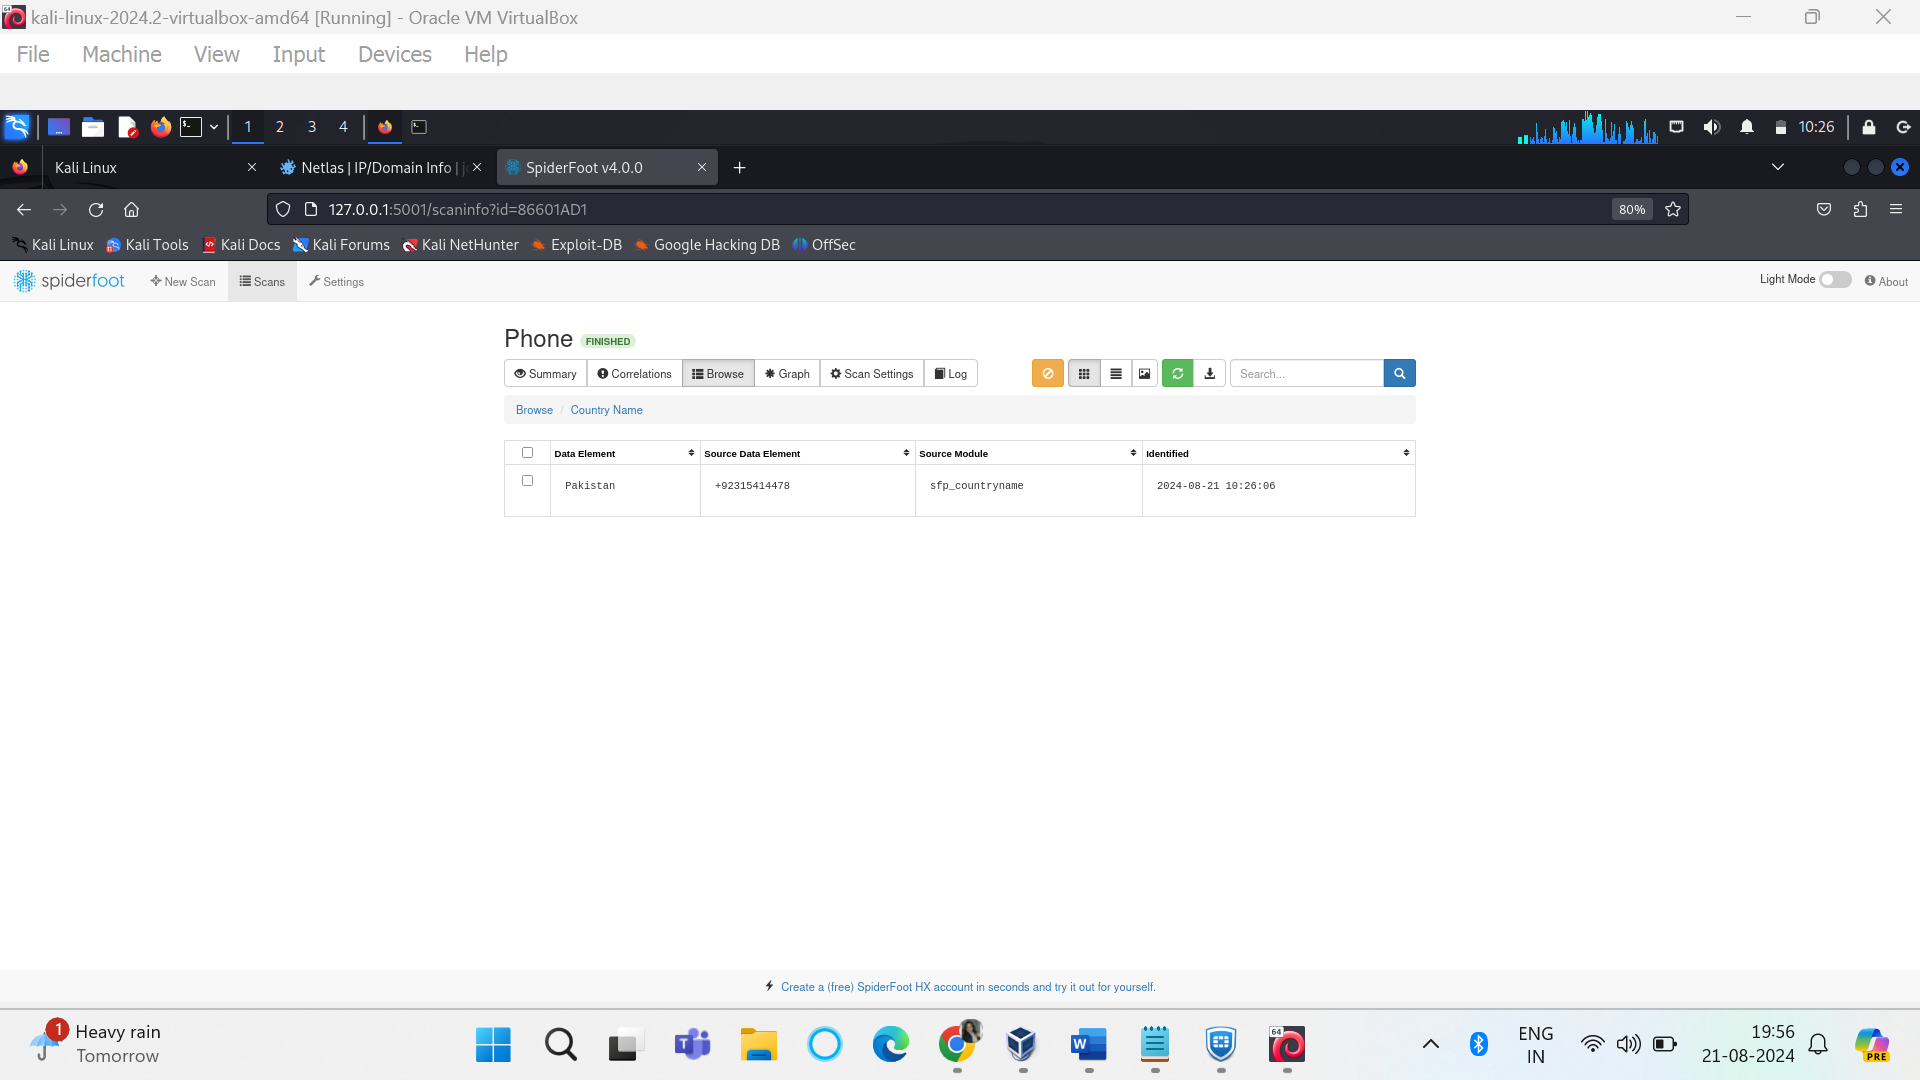 kali-linux-2024.2-virtualbox-amd64 [Running] - Oracle VM VirtualBox
File Machine View Input Devices Help
1 2 3 4 10:26
Kali Linux Netlas | IP/Domain Info | SpiderFoot v4.0.0
127.0.0.1:5001/scaninfo?id=86601AD1 80%
Kali Linux Kali Tools Kali Docs Kali Forums Kali NetHunter Exploit-DB Google Hacking DB OffSec
spiderfoot New Scan Scans Settings Light Mode About
Phone FINISHED
Summary Correlations Browse Graph Scan Settings Log Search...
Browse / Country Name
Data Element Source Data Element Source Module Identified
Pakistan +92315414478 sfp_countryname 2024-08-21 10:26:06
Create a (free) SpiderFoot HX account in seconds and try it out for yourself.
1 Heavy rain
Tomorrow
64
ENG
IN
19:56
21-08-2024
PRE